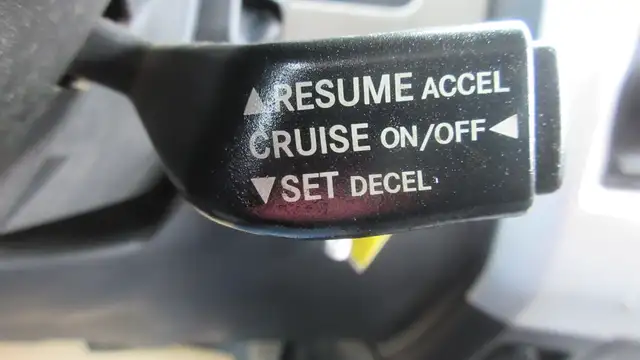 ▲RESUME ACCEL
CRUISE ON/OFF◀
▼SET DECEL